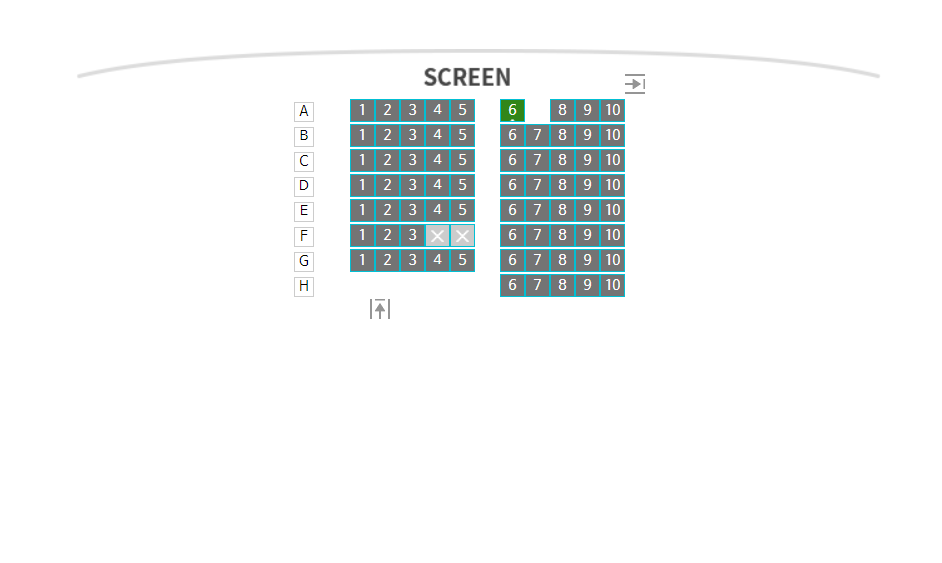 SCREEN
A 1 2 3 4 5 6 8 9 10
B 1 2 3 4 5 6 7 8 9 10
C 1 2 3 4 5 6 7 8 9 10
D 1 2 3 4 5 6 7 8 9 10
E 1 2 3 4 5 6 7 8 9 10
F 1 2 3 6 7 8 9 10
G 1 2 3 4 5 6 7 8 9 10
H 6 7 8 9 10